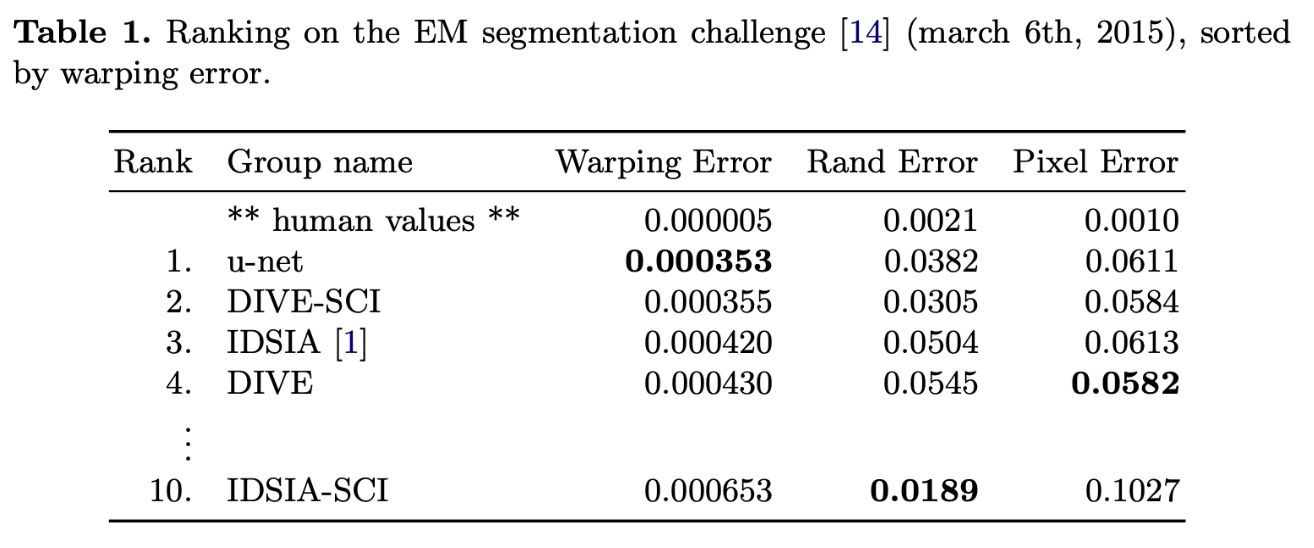 Table 1. Ranking on the EM segmentation challenge [14] (march 6th, 2015), sorted
by warping error.
Rank Group name Warping Error Rand Error Pixel Error
** human values ** 0.000005 0.0021 0.0010
1. u-net 0.000353 0.0382 0.0611
2. DIVE-SCI 0.000355 0.0305 0.0584
3. IDSIA [1] 0.000420 0.0504 0.0613
4. DIVE 0.000430 0.0545 0.0582
⋮
10. IDSIA-SCI 0.000653 0.0189 0.1027